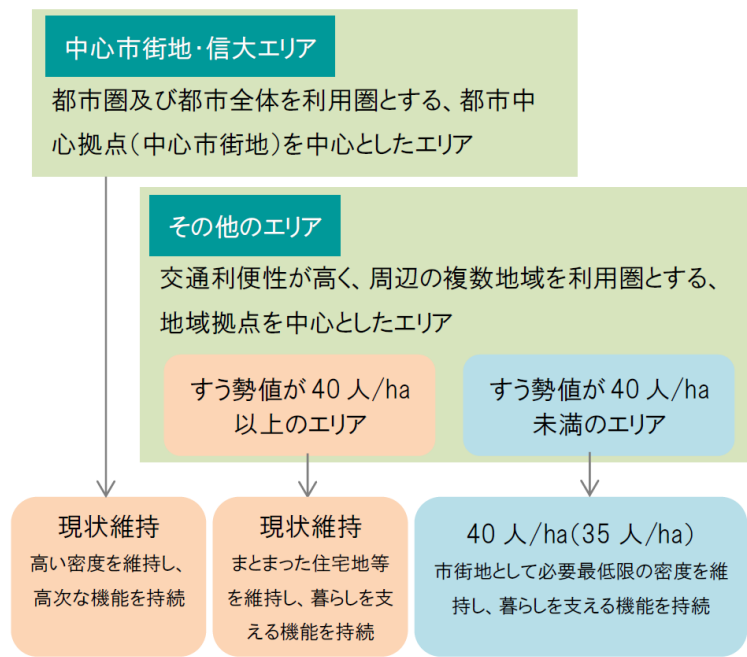 中心市街地・信大エリア
都市圏及び都市全体を利用圏とする、都市中
心拠点(中心市街地)を中心としたエリア
その他のエリア
交通利便性が高く、周辺の複数地域を利用圏とする、
地域拠点を中心としたエリア
すう勢値が 40 人/ha
以上のエリア
すう勢値が 40 人/ha
未満のエリア
現状維持
高い密度を維持し、
高次な機能を持続
現状維持
まとまった住宅地等
を維持し、暮らしを支
える機能を持続
40 人/ha(35 人/ha)
市街地として必要最低限の密度を維
持し、暮らしを支える機能を持続